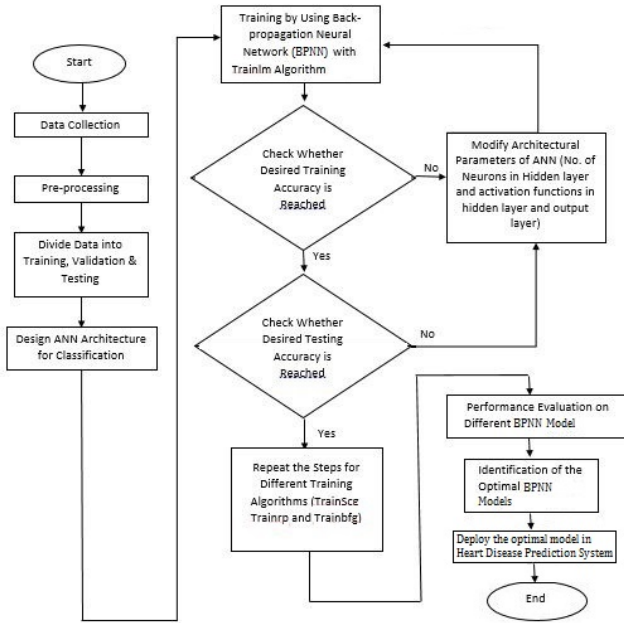 Start
Data Collection
Pre-processing
Divide Data into
Training, Validation &
Testing
Design ANN Architecture
for Classification
Training by Using Back-
propagation Neural
Network (BPNN) with
Trainlm Algorithm
Check Whether
Desired Training
Accuracy is
Reached
No
Modify Architectural
Parameters of ANN (No. of
Neurons in Hidden layer
and activation functions in
hidden layer and output
layer)
Yes
Check Whether
Desired Testing
Accuracy is
Reached
No
Yes
Repeat the Steps for
Different Training
Algorithms (TrainScg
Trainrp and Trainbfg)
Performance Evaluation on
Different BPNN Model
Identification of the
Optimal BPNN
Models
Deploy the optimal model in
Heart Disease Prediction System
End